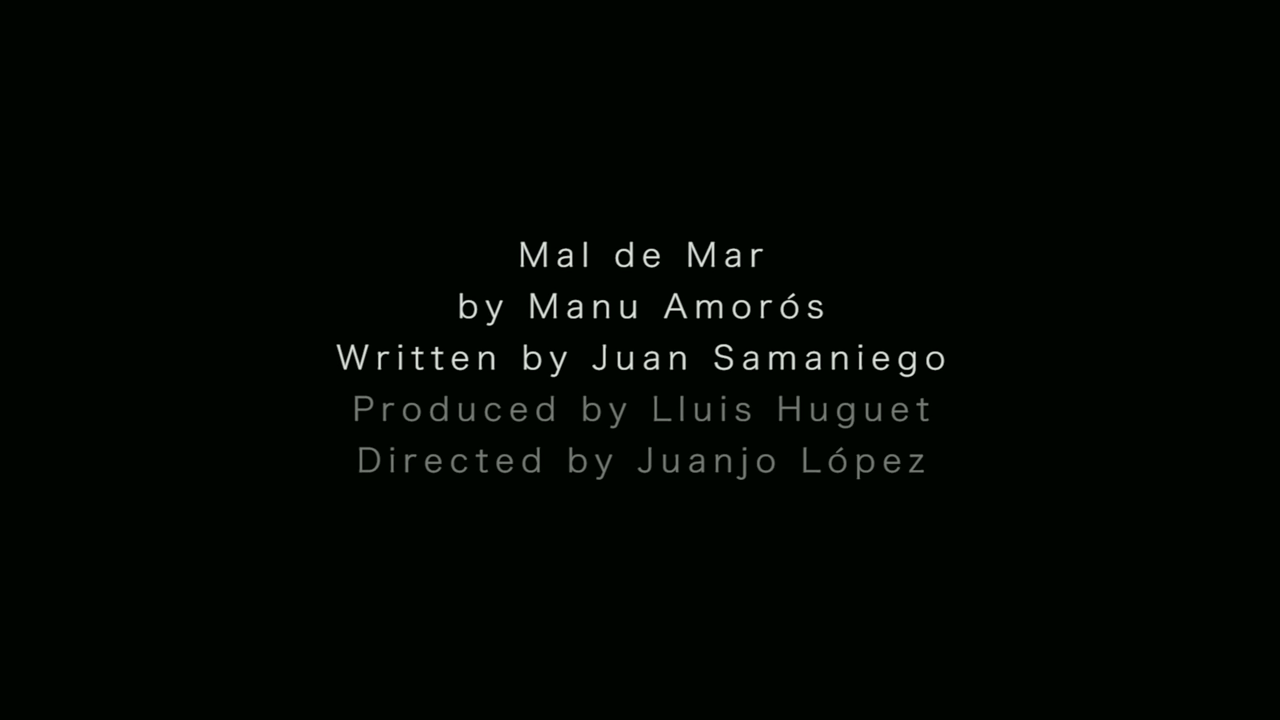 Mal de Mar
by Manu Amorós
Written by Juan Samaniego
Produced by Lluis Huguet
Directed by Juanjo López